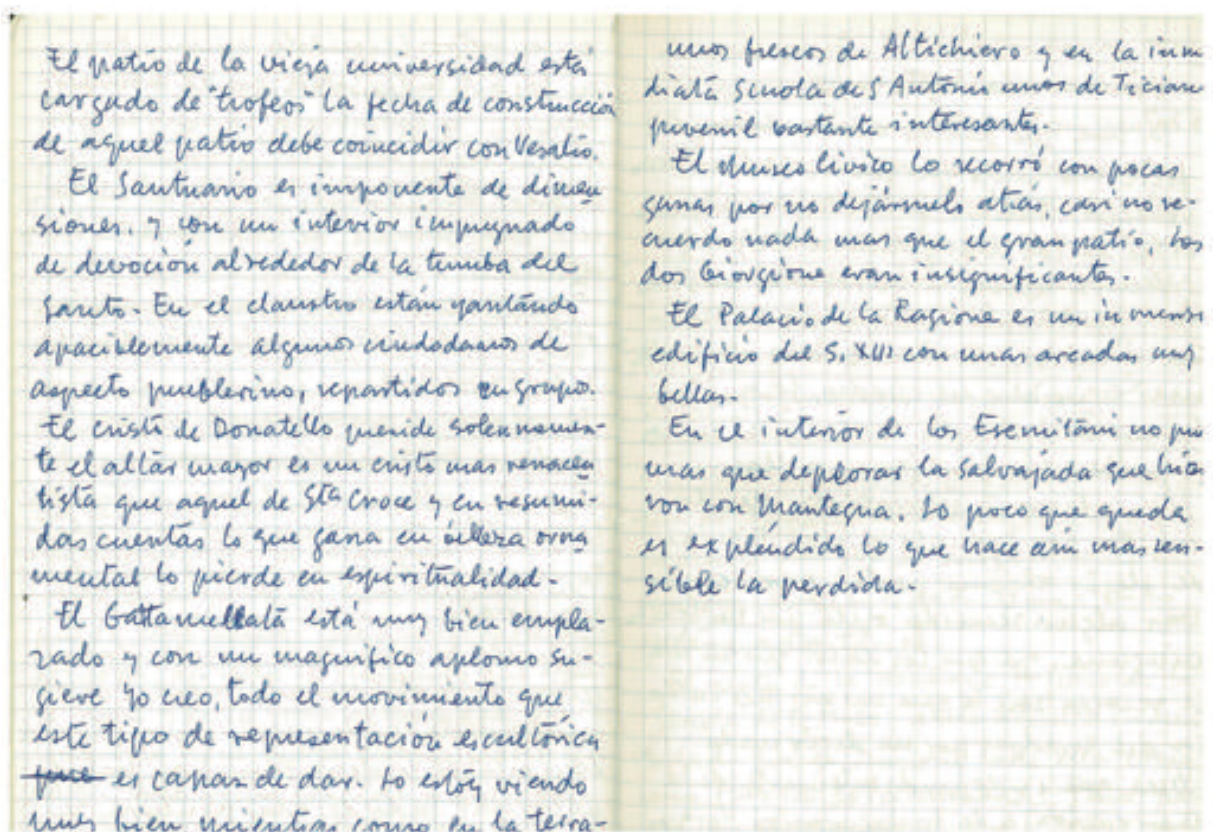 El patio de la vieja universidad está
cargado de "trofeos" la fecha de construcción
de aquel patio debe coincidir con Vesalio.
El Santuario es imponente de dimen
siones, y con un interior impregnado
de devoción alrededor de la tumba del
Santo. En el claustro están yantando
apaciblemente algunos ciudadanos de
aspecto pueblerino, repartidos en grupo.
El cristo de Donatello preside solemnemen-
te el altar mayor es un cristo mas renacen
tista que aquel de Sta Croce y en resumi-
das cuentas lo que gana en belleza orna
mental lo pierde en espiritualidad.
El Gattamellata está muy bien empla-
zado y con un magnifico aplomo su-
giere yo creo, todo el movimiento que
este tipo de representación escultórica
es capaz de dar. Lo estoy viendo
muy bien mientras como en la terra-
unos frescos de Altichiero y en la inm
diata Scuola de S Antonio unos de Ticiano
juvenil bastante interesantes.
El Museo Civico lo recorró con pocas
ganas por no dejármelo atrás, casi no re-
cuerdo nada mas que el gran patio, los
dos Giorgione eran insignificantes.
El Palacio de la Ragione es un inmenso
edificio del S. XIII con unas arcadas muy
bellas.
En el interior de los Eremitani no pu
mas que deplorar la salvajada que hicie
ron con Mantegna. Lo poco que queda
es explendido lo que hace aún mas sen-
sible la perdida.